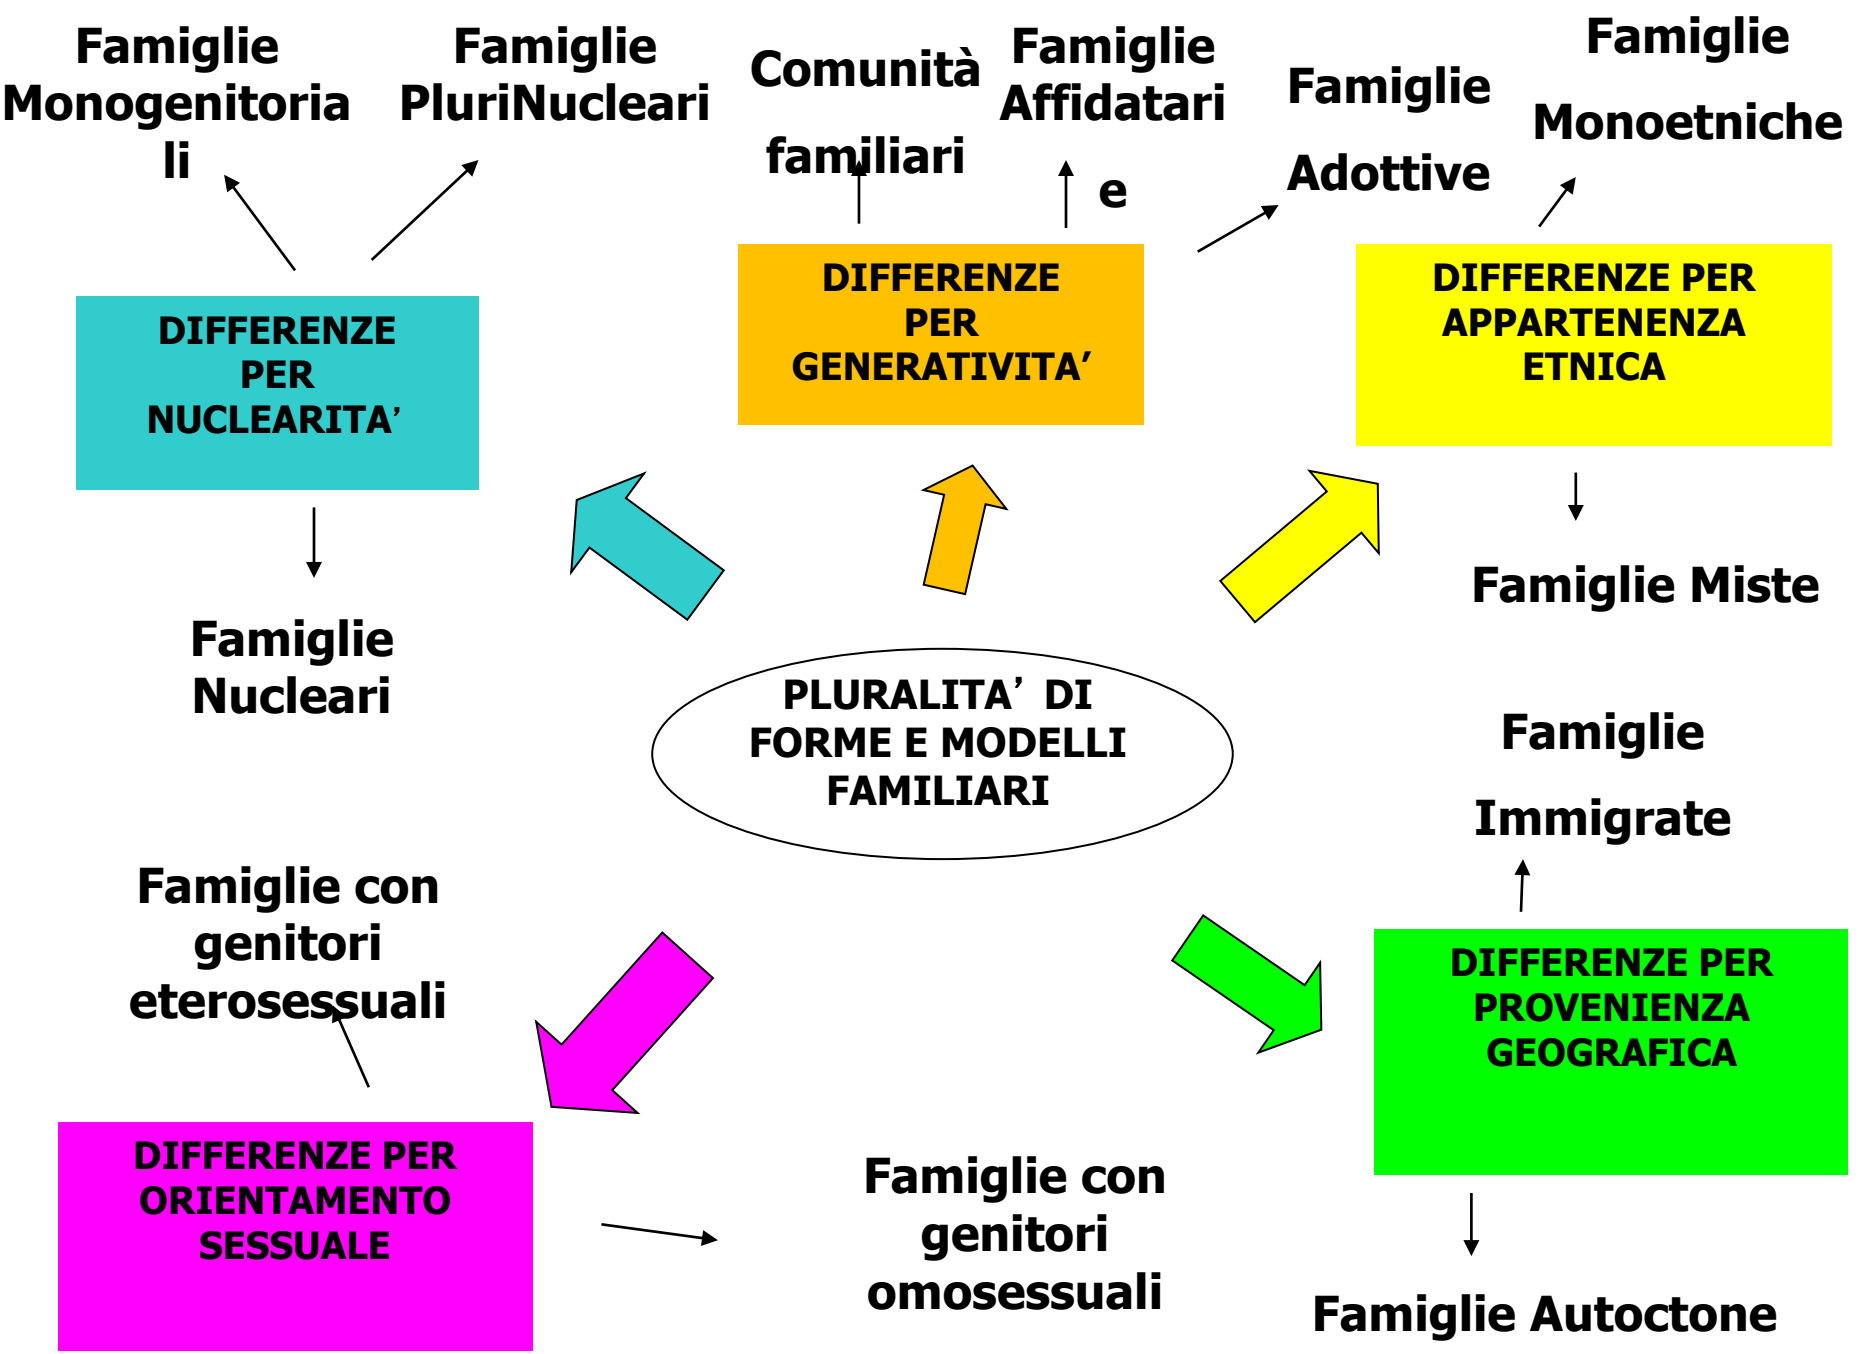 Famiglie
Monogenitoria
li
Famiglie
PluriNucleari
Comunità
familiari
Famiglie
Affidatari
e
Famiglie
Adottive
Famiglie
Monoetniche
DIFFERENZE
PER
NUCLEARITA’
DIFFERENZE
PER
GENERATIVITA’
DIFFERENZE PER
APPARTENENZA
ETNICA
Famiglie
Nucleari
Famiglie Miste
PLURALITA’ DI
FORME E MODELLI
FAMILIARI
Famiglie
Immigrate
Famiglie con
genitori
eterosessuali
DIFFERENZE PER
PROVENIENZA
GEOGRAFICA
DIFFERENZE PER
ORIENTAMENTO
SESSUALE
Famiglie con
genitori
omosessuali
Famiglie Autoctone